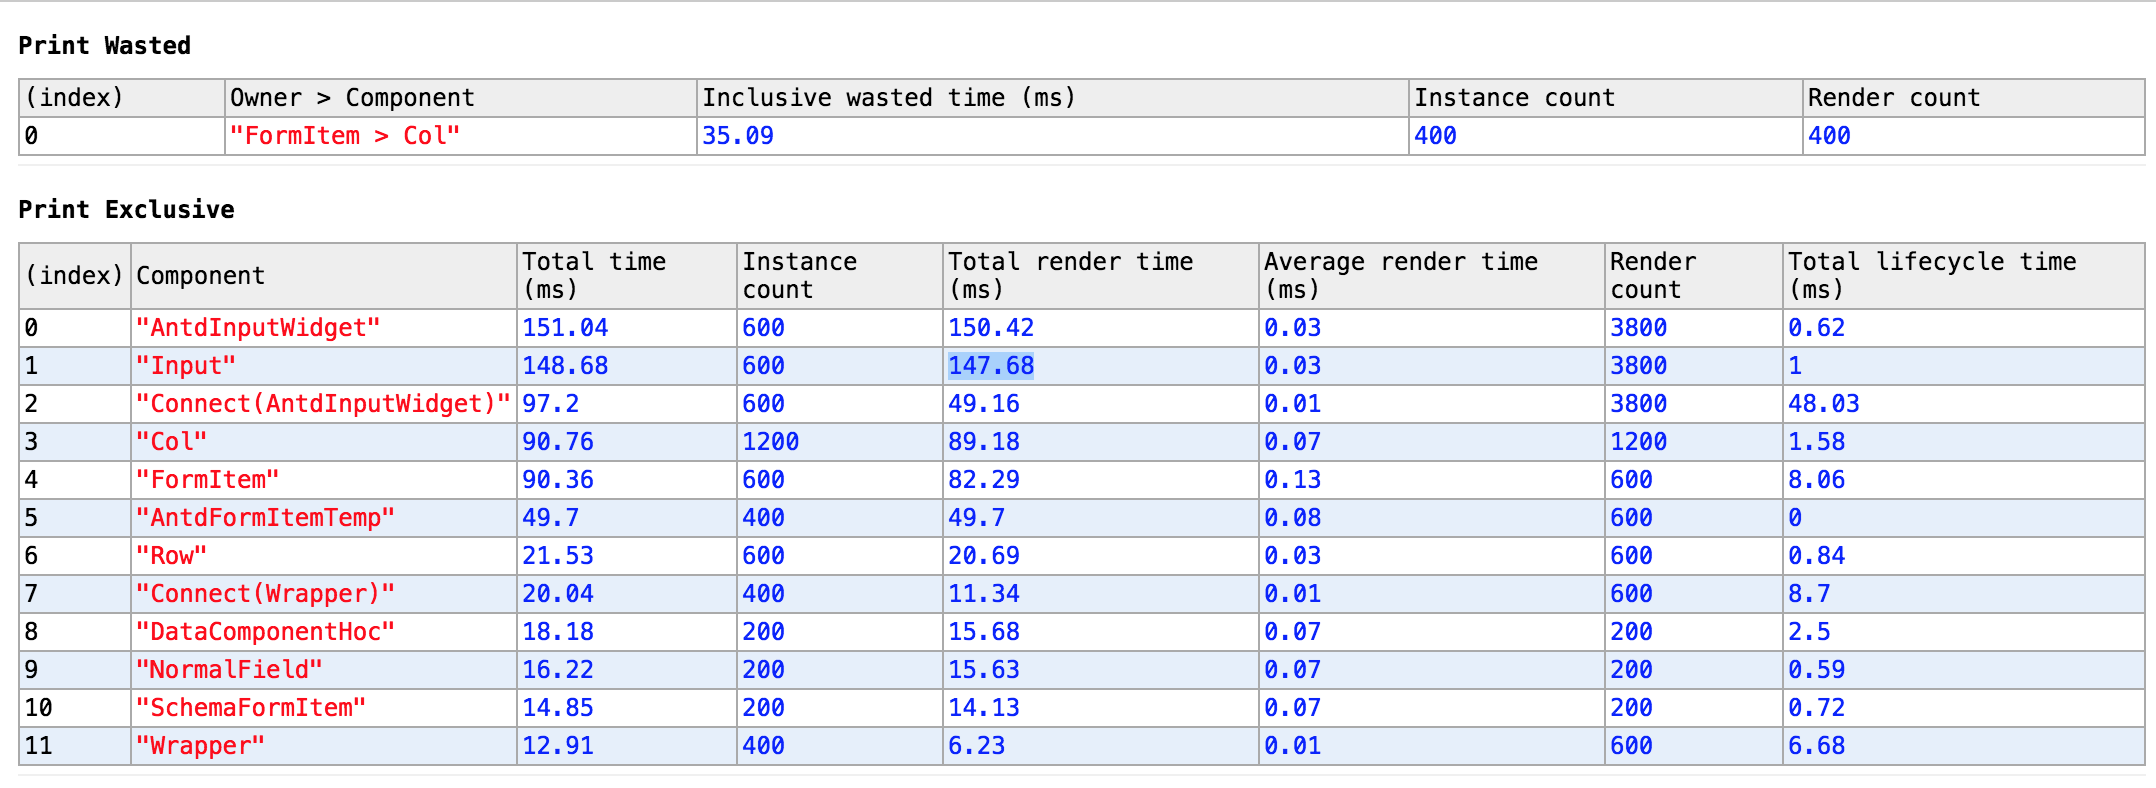 Print Wasted
(index) Owner > Component Inclusive wasted time (ms) Instance count Render count
0 "FormItem > Col" 35.09 400 400
Print Exclusive
(index) Component Total time (ms) Instance count Total render time (ms) Average render time (ms) Render count Total lifecycle time (ms)
0 "AntdInputWidget" 151.04 600 150.42 0.03 3800 0.62
1 "Input" 148.68 600 147.68 0.03 3800 1
2 "Connect(AntdInputWidget)" 97.2 600 49.16 0.01 3800 48.03
3 "Col" 90.76 1200 89.18 0.07 1200 1.58
4 "FormItem" 90.36 600 82.29 0.13 600 8.06
5 "AntdFormItemTemp" 49.7 400 49.7 0.08 600 0
6 "Row" 21.53 600 20.69 0.03 600 0.84
7 "Connect(Wrapper)" 20.04 400 11.34 0.01 600 8.7
8 "DataComponentHoc" 18.18 200 15.68 0.07 200 2.5
9 "NormalField" 16.22 200 15.63 0.07 200 0.59
10 "SchemaFormItem" 14.85 200 14.13 0.07 200 0.72
11 "Wrapper" 12.91 400 6.23 0.01 600 6.68